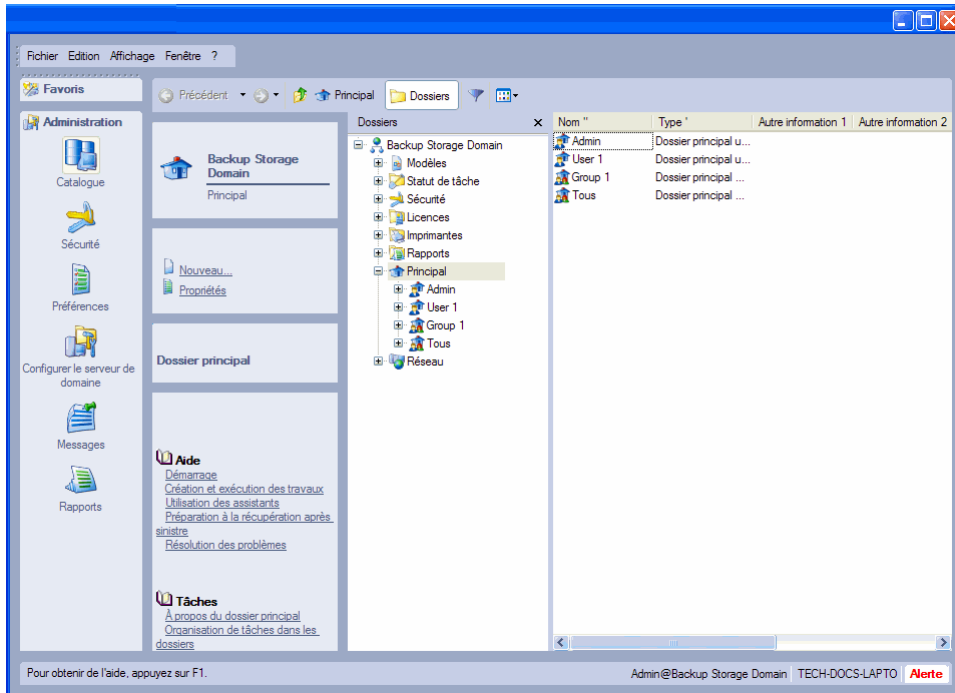 Fichier Edition Affichage Fenêtre ?
Favoris
Précédent Principal Dossiers
Administration
Catalogue
Sécurité
Préférences
Configurer le serveur de
domaine
Messages
Rapports
Backup Storage
Domain
Principal
Nouveau...
Propriétés
Dossier principal
Aide
Démarrage
Création et exécution des travaux
Utilisation des assistants
Préparation à la récupération après
sinistre
Résolution des problèmes
Tâches
À propos du dossier principal
Organisation de tâches dans les
dossiers
Dossiers
Backup Storage Domain
Modèles
Statut de tâche
Sécurité
Licences
Imprimantes
Rapports
Principal
Admin
User 1
Group 1
Tous
Réseau
Nom " Type ' Autre information 1 Autre information 2
Admin Dossier principal u...
User 1 Dossier principal u...
Group 1 Dossier principal ...
Tous Dossier principal ...
Pour obtenir de l'aide, appuyez sur F1. Admin@Backup Storage Domain TECH-DOCS-LAPTO Alerte